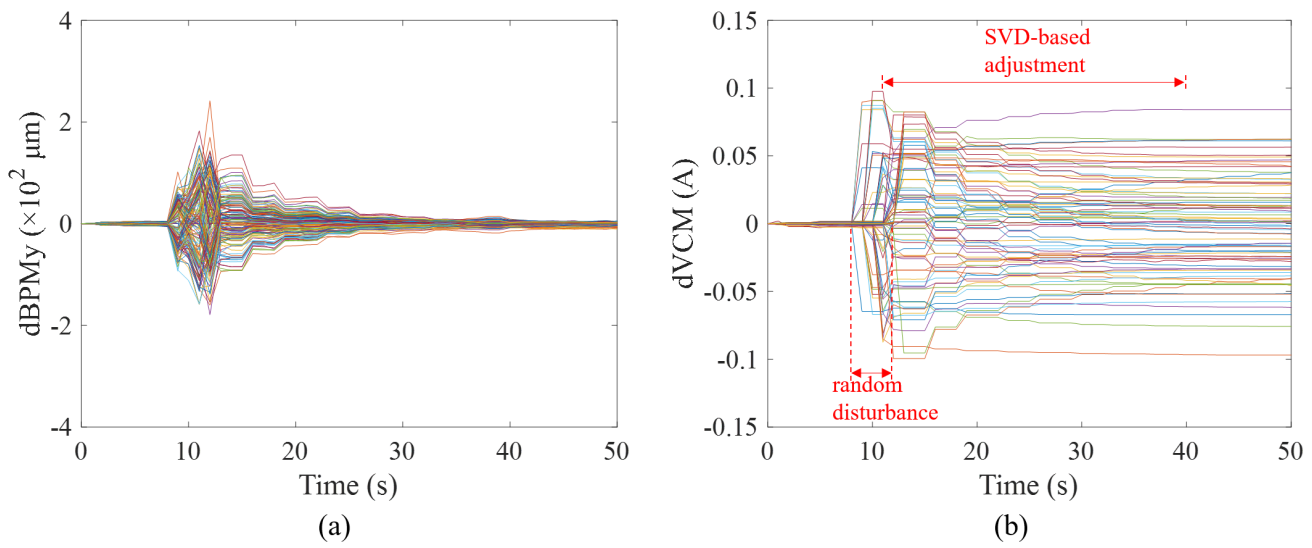 4
2
0
-2
-4
dBPMy (×10² μm)
0 10 20 30 40 50
Time (s)
(a)
0.15
0.1
0.05
0
-0.05
-0.1
-0.15
dVCM (A)
SVD-based
adjustment
random
disturbance
0 10 20 30 40 50
Time (s)
(b)